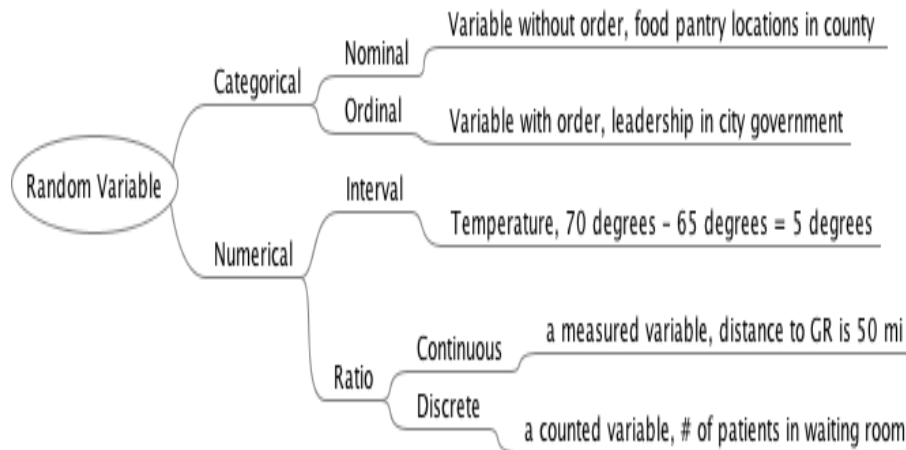 Variable without order, food pantry locations in county
Nominal
Categorical
Ordinal
Variable with order, leadership in city government
Random Variable
Interval
Temperature, 70 degrees – 65 degrees = 5 degrees
Numerical
a measured variable, distance to GR is 50 mi
Continuous
Ratio
Discrete
a counted variable, # of patients in waiting room